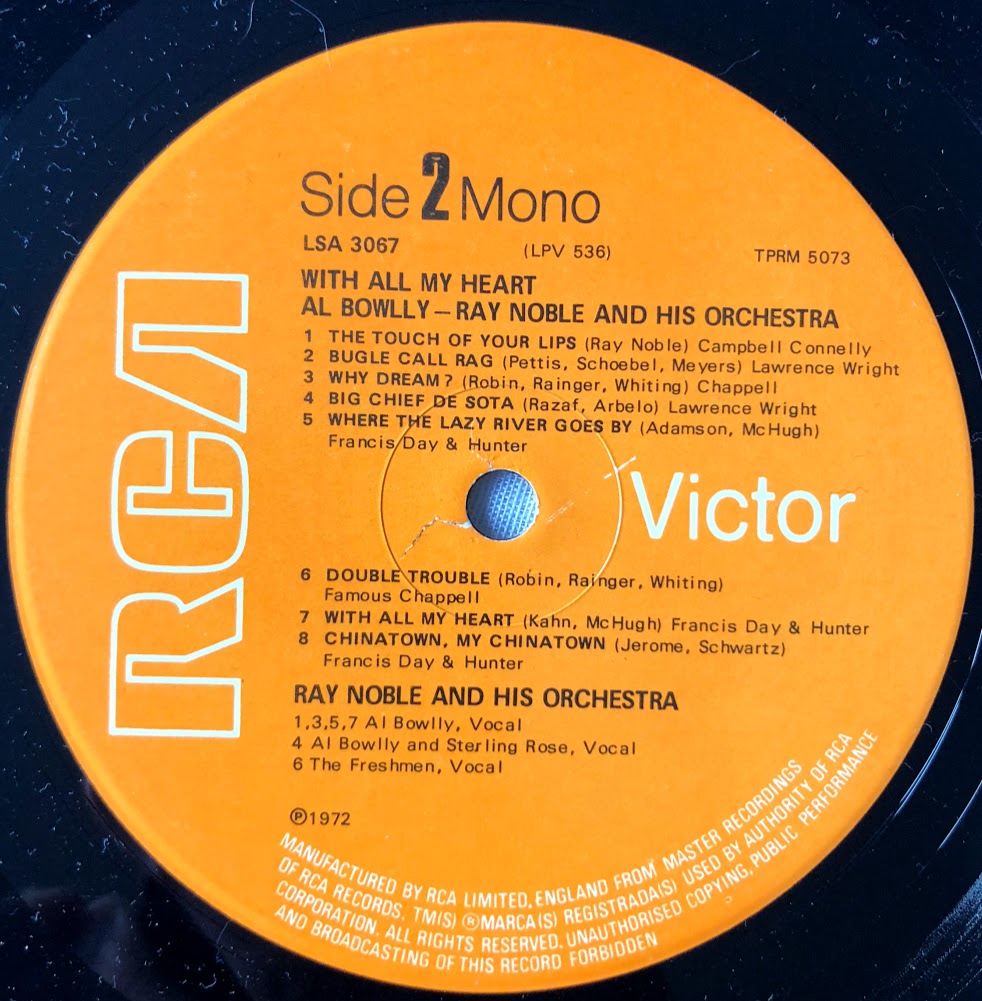 Side 2 Mono
LSA 3067 (LPV 536) TPRM 5073
WITH ALL MY HEART
AL BOWLLY – RAY NOBLE AND HIS ORCHESTRA
1 THE TOUCH OF YOUR LIPS (Ray Noble) Campbell Connelly
2 BUGLE CALL RAG (Pettis, Schoebel, Meyers) Lawrence Wright
3 WHY DREAM? (Robin, Rainger, Whiting) Chappell
4 BIG CHIEF DE SOTA (Razaf, Arbelo) Lawrence Wright
5 WHERE THE LAZY RIVER GOES BY (Adamson, McHugh)
Francis Day & Hunter
RCA
Victor
6 DOUBLE TROUBLE (Robin, Rainger, Whiting)
Famous Chappell
7 WITH ALL MY HEART (Kahn, McHugh) Francis Day & Hunter
8 CHINATOWN, MY CHINATOWN (Jerome, Schwartz)
Francis Day & Hunter
RAY NOBLE AND HIS ORCHESTRA
1,3,5,7 Al Bowlly, Vocal
4 Al Bowlly and Sterling Rose, Vocal
6 The Freshmen, Vocal
℗1972
MANUFACTURED BY RCA LIMITED, ENGLAND FROM MASTER RECORDINGS
OF RCA RECORDS. TM(S) ® MARCA(S) REGISTRADA(S) USED BY AUTHORITY OF RCA
CORPORATION. ALL RIGHTS RESERVED. UNAUTHORISED COPYING, PUBLIC PERFORMANCE
AND BROADCASTING OF THIS RECORD FORBIDDEN